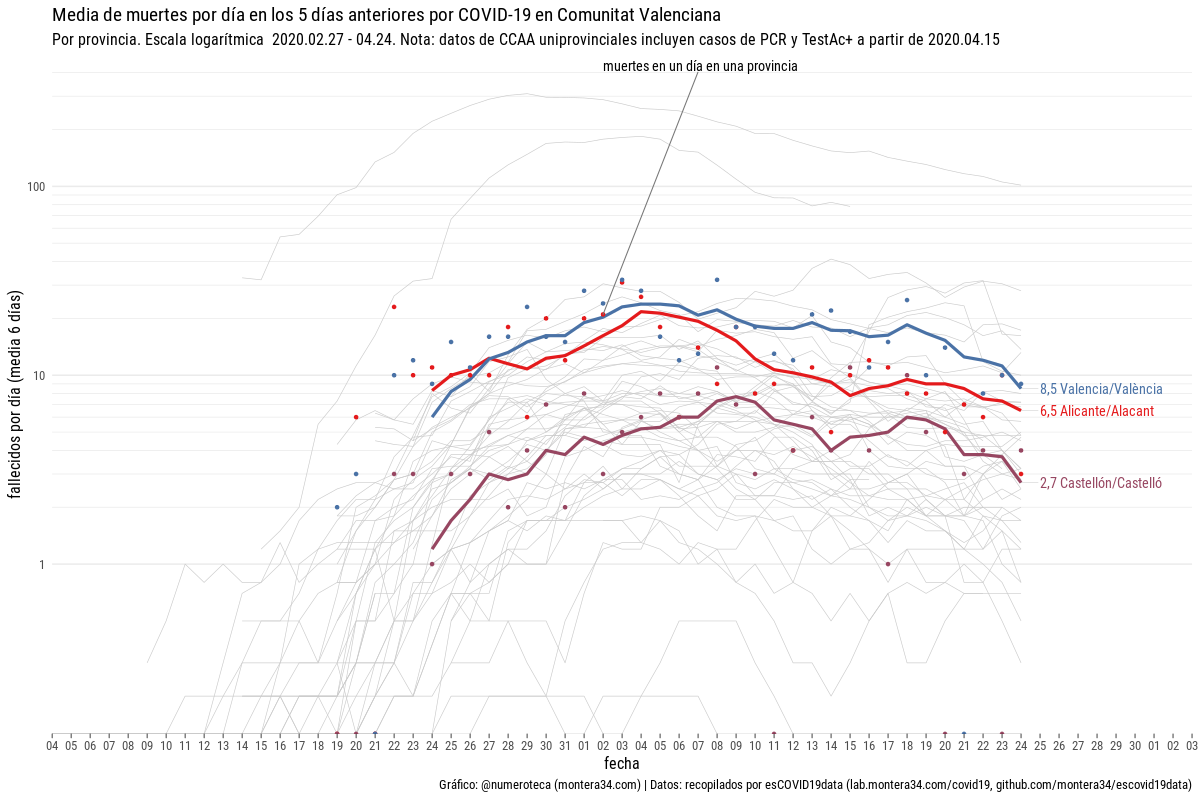 Media de muertes por día en los 5 días anteriores por COVID-19 en Comunitat Valenciana
Por provincia. Escala logarítmica  2020.02.27 - 04.24. Nota: datos de CCAA uniprovinciales incluyen casos de PCR y TestAc+ a partir de 2020.04.15
muertes en un día en una provincia
fallecidos por día (media 6 días)
100
10
1
8,5 Valencia/València
6,5 Alicante/Alacant
2,7 Castellón/Castelló
04 05 06 07 08 09 10 11 12 13 14 15 16 17 18 19 20 21 22 23 24 25 26 27 28 29 30 31 01 02 03 04 05 06 07 08 09 10 11 12 13 14 15 16 17 18 19 20 21 22 23 24 25 26 27 28 29 30 01 02 03
fecha
Gráfico: @numeroteca (montera34.com) | Datos: recopilados por esCOVID19data (lab.montera34.com/covid19, github.com/montera34/escovid19data)